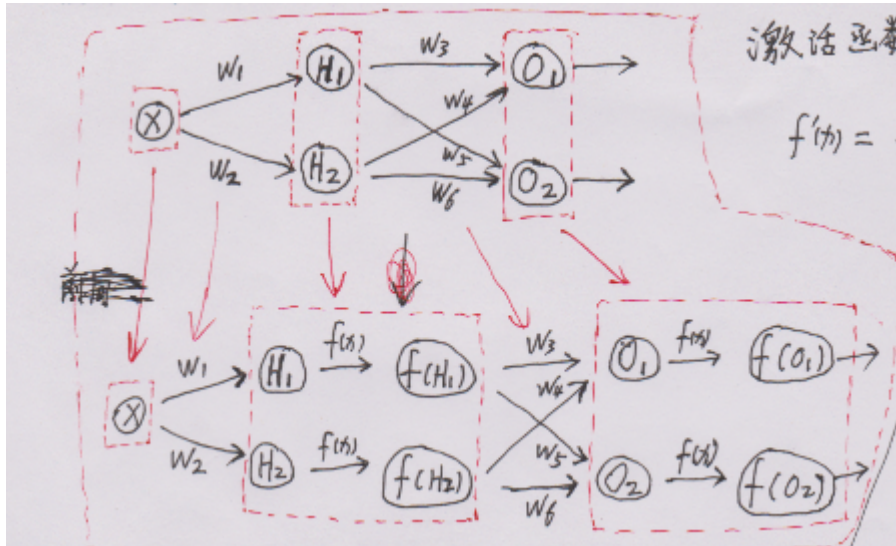 激活函数
W1 H1 W3 O1
f'(x) =
X W4
W2 H2 W5 O2
W6
W1 H1 f(x) f(H1) W3 O1 f(x) f(O1)
X W4
W2 H2 f(x) f(H2) W5 O2 f(x) f(O2)
W6